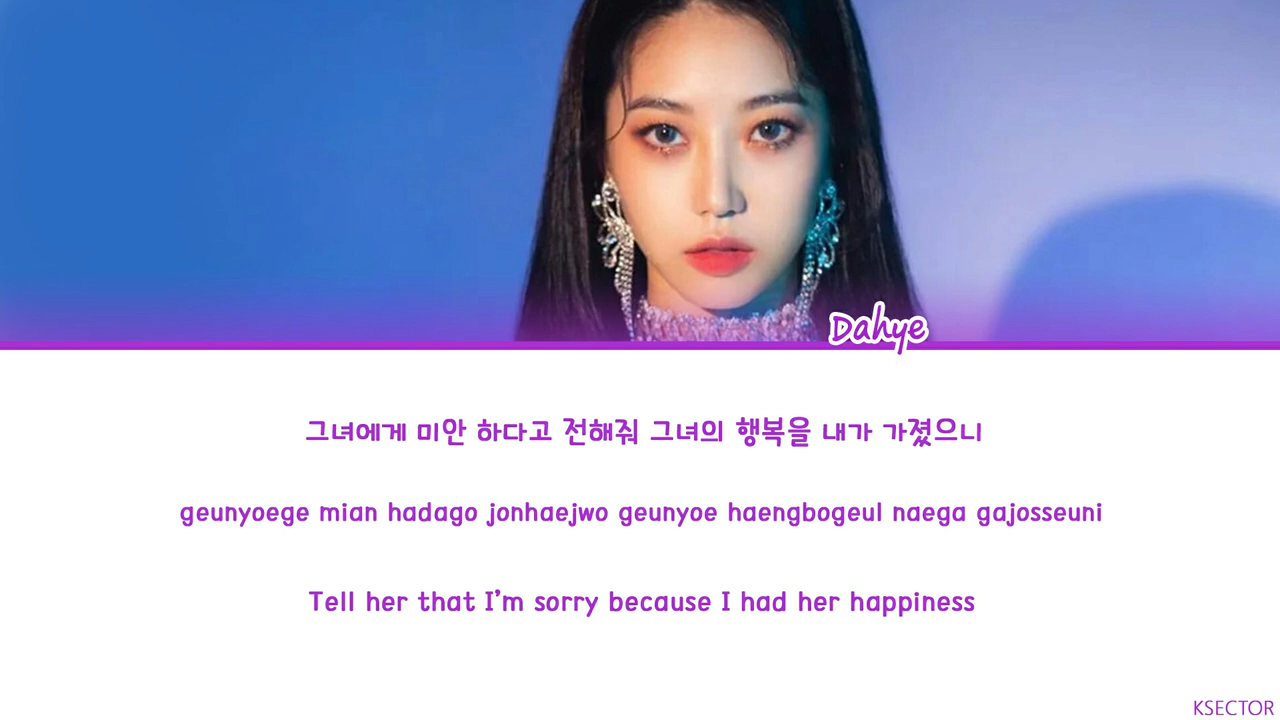 Dahye
그녀에게 미안 하다고 전해줘 그녀의 행복을 내가 가졌으니
geunyoege mian hadago jonhaejwo geunyoe haengbogeul naega gajosseuni
Tell her that I’m sorry because I had her happiness
KSECTOR